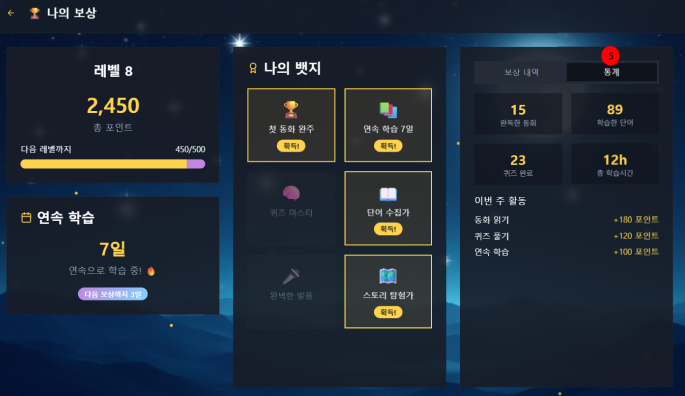 나의 보상
레벨 8
2,450
총 포인트
다음 레벨까지
450/500
연속 학습
7일
연속으로 학습 중!
다음 보상까지 3일
나의 뱃지
첫 동화 완주
획득!
연속 학습 7일
획득!
퀴즈 마스터
단어 수집가
획득!
완벽한 발음
스토리 탐험가
획득!
5
보상 내역
통계
15
완독한 동화
89
학습한 단어
23
퀴즈 완료
12h
총 학습시간
이번 주 활동
동화 읽기
+180 포인트
퀴즈 풀기
+120 포인트
연속 학습
+100 포인트